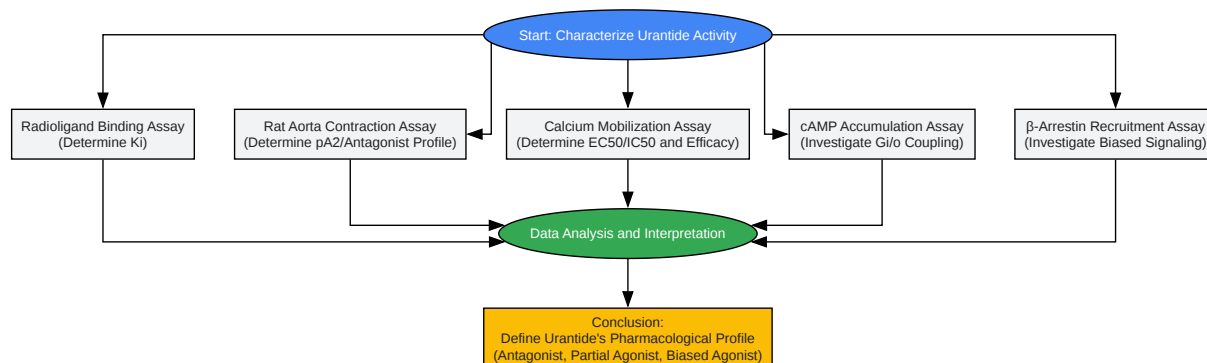 Start: Characterize Urantide Activity
Radioligand Binding Assay
(Determine Ki)
Rat Aorta Contraction Assay
(Determine pA2/Antagonist Profile)
Calcium Mobilization Assay
(Determine EC50/IC50 and Efficacy)
cAMP Accumulation Assay
(Investigate Gi/o Coupling)
β-Arrestin Recruitment Assay
(Investigate Biased Signaling)
Data Analysis and Interpretation
Conclusion:
Define Urantide's Pharmacological Profile
(Antagonist, Partial Agonist, Biased Agonist)